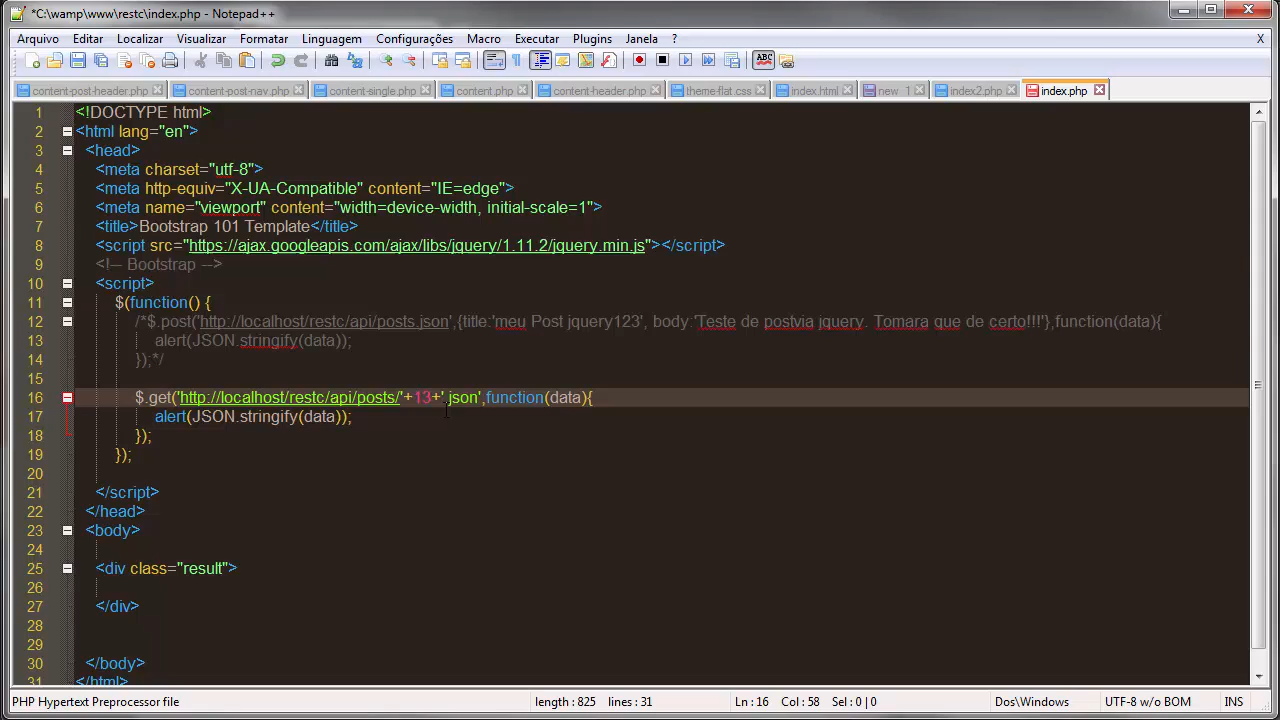 *C:\wamp\www\restc\index.php - Notepad++
Arquivo Editar Localizar Visualizar Formatar Linguagem Configurações Macro Executar Plugins Janela ? X
content-post-header.php content-post-nav.php content-single.php content.php content-header.php theme-flat.css index.html new 1 index2.php index.php
1 <!DOCTYPE html>
2 <html lang="en">
3 <head>
4 <meta charset="utf-8">
5 <meta http-equiv="X-UA-Compatible" content="IE=edge">
6 <meta name="viewport" content="width=device-width, initial-scale=1">
7 <title>Bootstrap 101 Template</title>
8 <script src="https://ajax.googleapis.com/ajax/libs/jquery/1.11.2/jquery.min.js"></script>
9 <!-- Bootstrap -->
10 <script>
11 $(function() {
12 /*$.post('http://localhost/restc/api/posts.json',{title:'meu Post jquery123', body:'Teste de postvia jquery. Tomara que de certo!!!'},function(data){
13 alert(JSON.stringify(data));
14 });*/
15
16 $.get('http://localhost/restc/api/posts/'+13+'.json',function(data){
17 alert(JSON.stringify(data));
18 });
19 });
20
21 </script>
22 </head>
23 <body>
24
25 <div class="result">
26
27 </div>
28
29
30 </body>
31 </html>
PHP Hypertext Preprocessor file length : 825 lines : 31 Ln : 16 Col : 58 Sel : 0 | 0 Dos\Windows UTF-8 w/o BOM INS